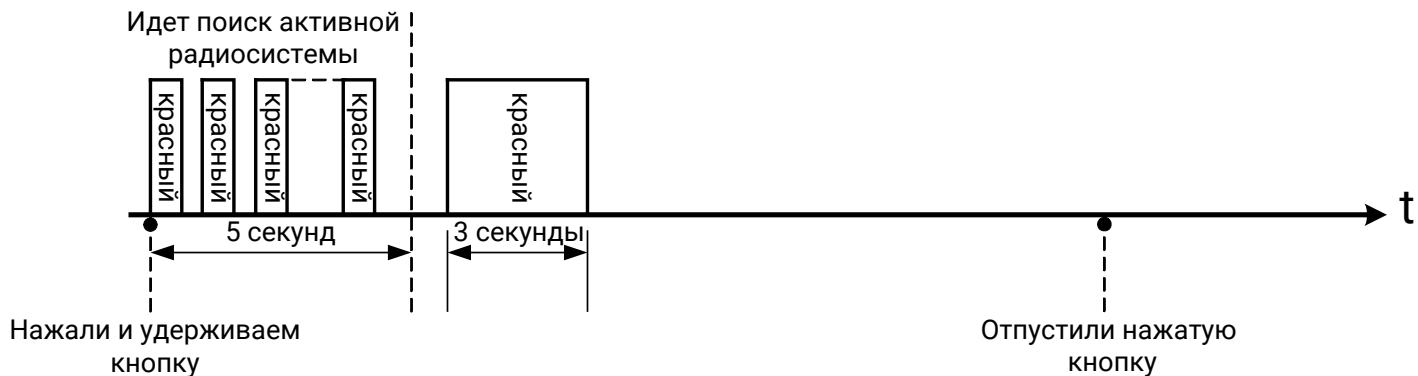 Идет поиск активной
радиосистемы
красный
красный
красный
красный
красный
t
5 секунд
3 секунды
Нажали и удерживаем
кнопку
Отпустили нажатую
кнопку